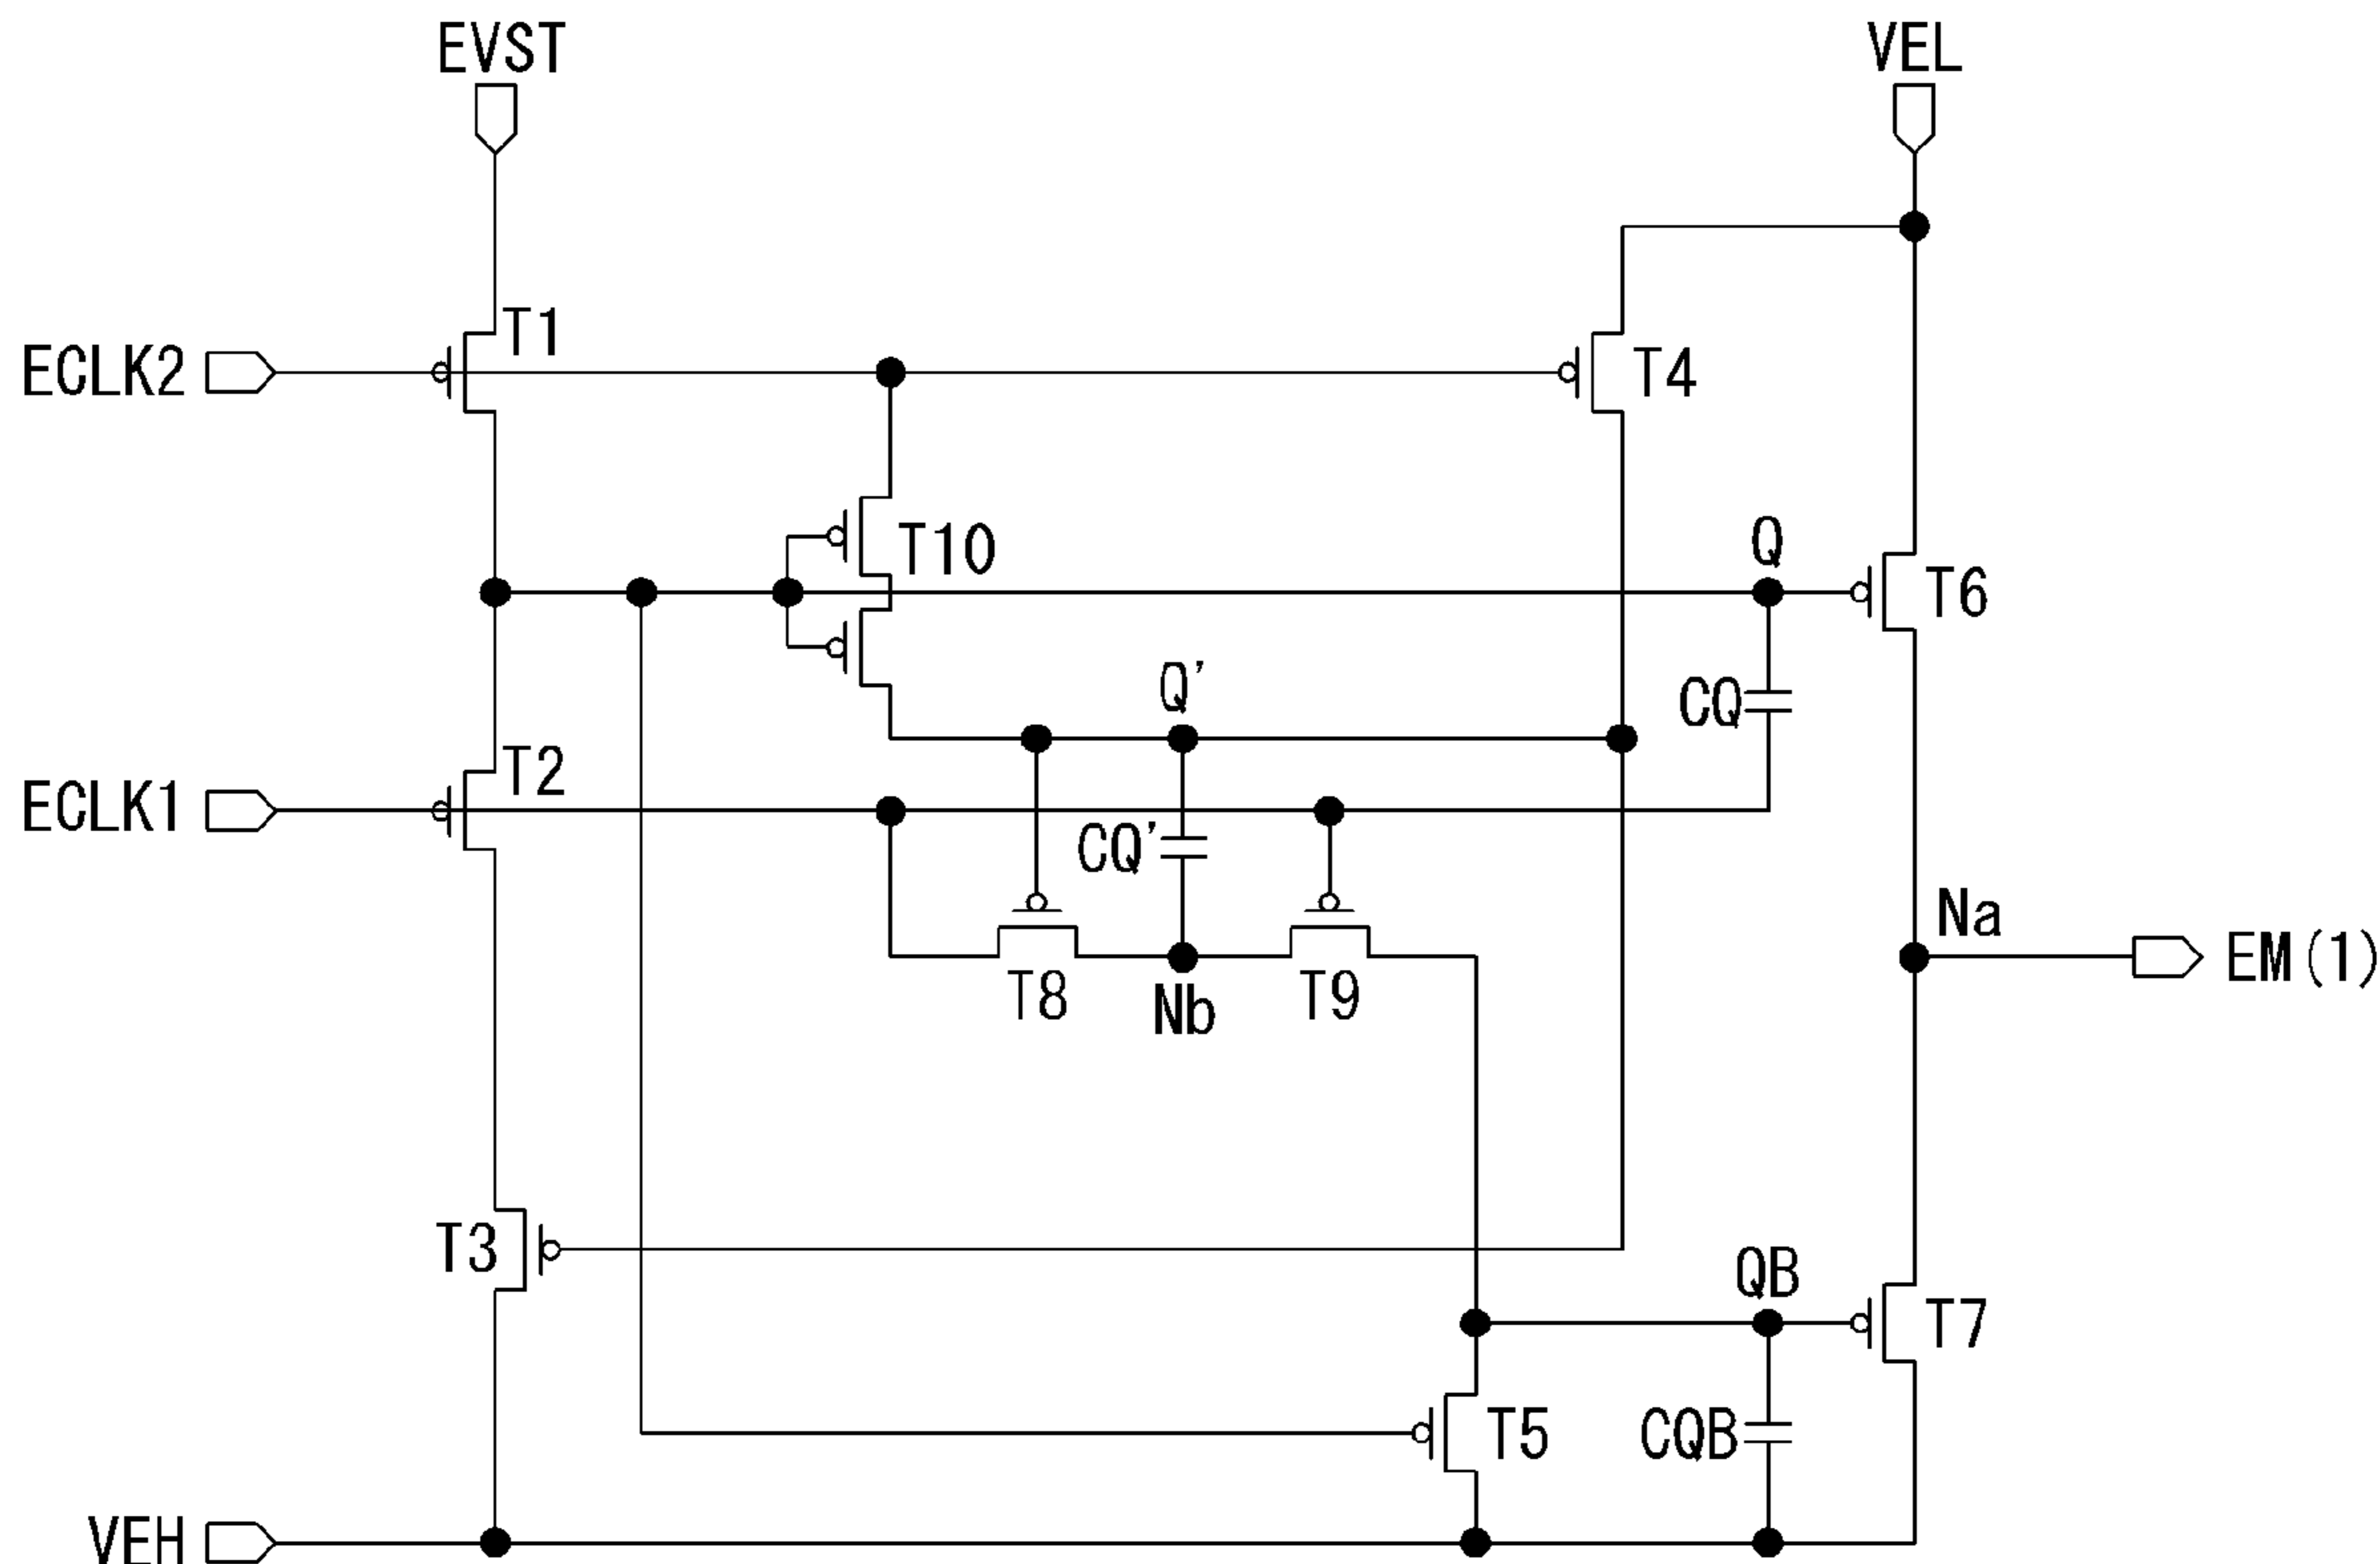 EVST
VEL
T1
ECLK2
T4
T10
Q
T6
Q'
CQ
T2
ECLK1
CQ'
Na
EM(1)
T8
Nb
T9
T3
QB
T7
T5
CQB
VEH